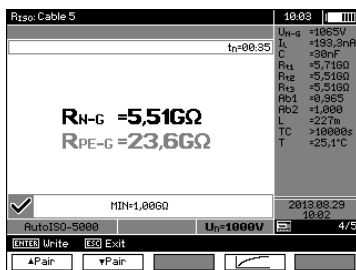 RISO: Cable 5
10:03
tn=00:35
RN-G =5,51GΩ
RPE-G =23,6GΩ
MIN=1,00GΩ
AutoISO-5000
Un=1000V
UN-G =1065V
IL =193,3nA
C =30nF
Rt1 =5,71GΩ
Rt2 =5,51GΩ
Rt3 =5,51GΩ
Ab1 =0,965
Ab2 =1,000
L =227m
TC >10000s
T =25,1°C
2013.08.29
10:02
4/5
ENTER Write ESC Exit
▲Pair ▼Pair